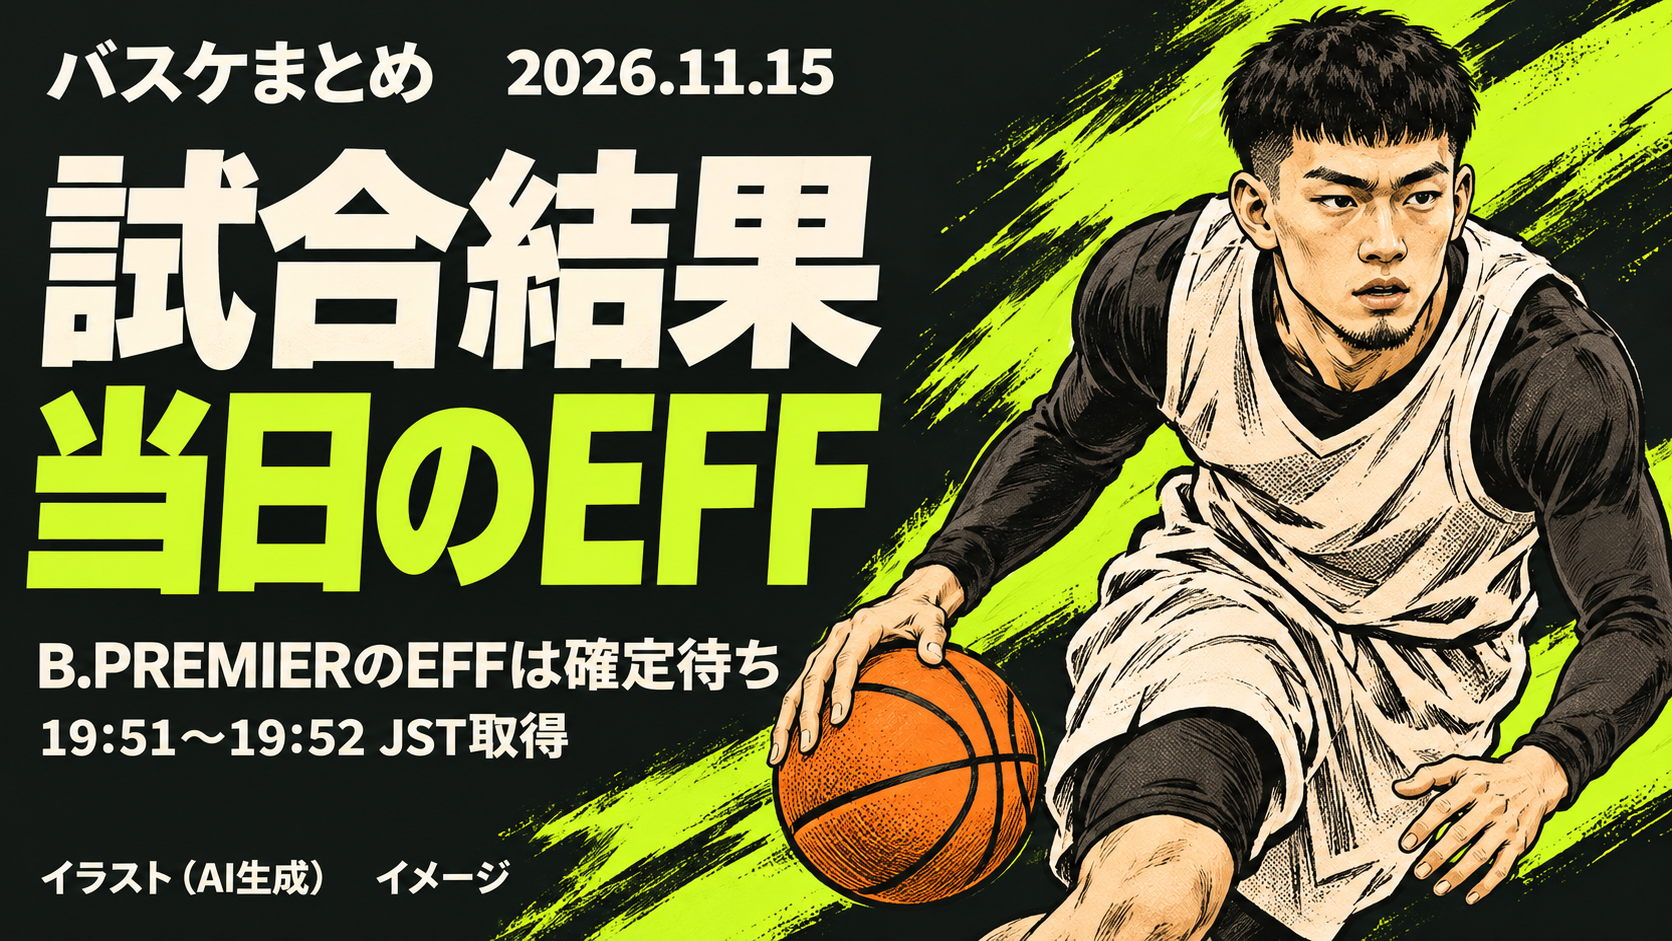 バスケまとめ 2026.11.15
試合結果
当日のEFF
B.PREMIERのEFFは確定待ち
19:51〜19:52 JST取得
イラスト（AI生成） イメージ